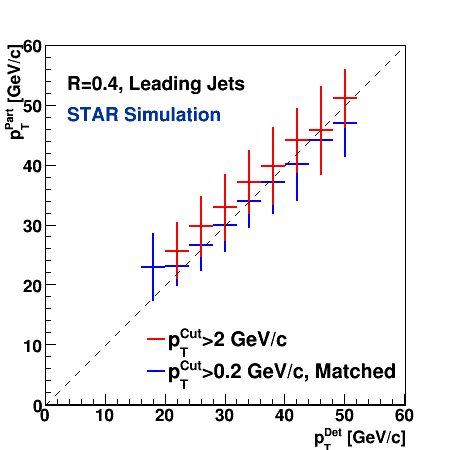 R=0.4, Leading Jets
STAR Simulation
p_T^Part [GeV/c]
60
50
40
30
20
10
0
p_T^Cut>2 GeV/c
p_T^Cut>0.2 GeV/c, Matched
0 10 20 30 40 50 60
p_T^Det [GeV/c]